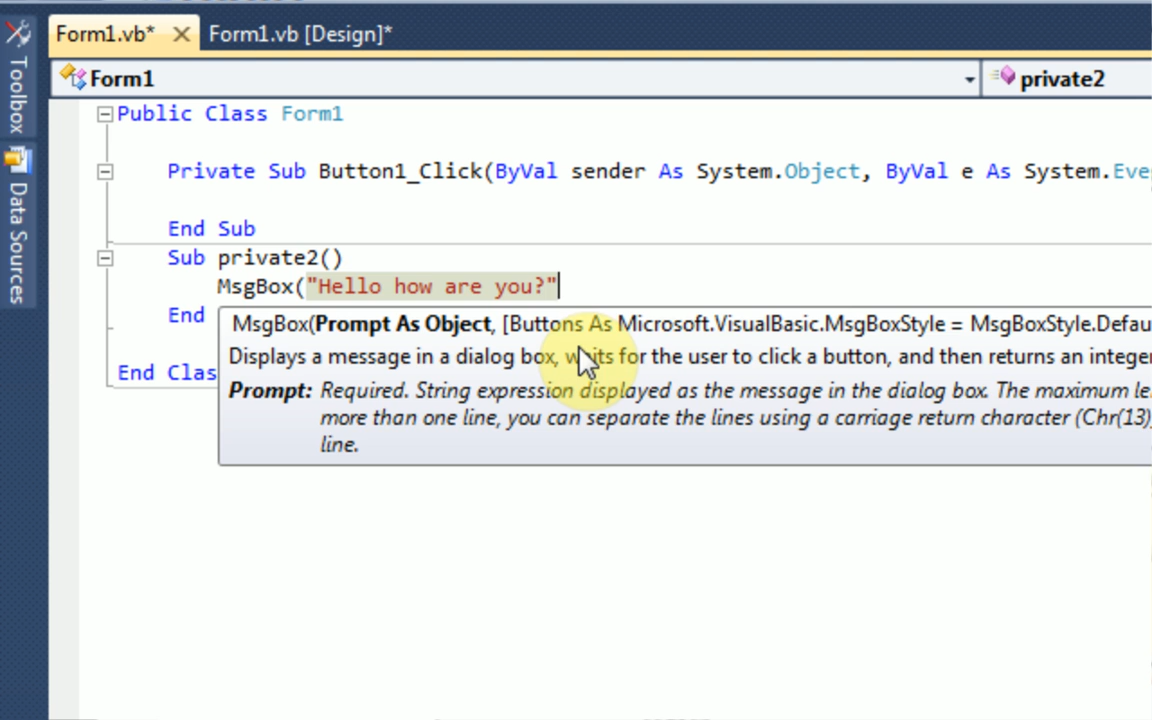 Form1.vb* Form1.vb [Design]*
Toolbox
Data Sources
Form1 private2
Public Class Form1
Private Sub Button1_Click(ByVal sender As System.Object, ByVal e As System.Eve
End Sub
Sub private2()
MsgBox("Hello how are you?"
End
MsgBox(Prompt As Object, [Buttons As Microsoft.VisualBasic.MsgBoxStyle = MsgBoxStyle.Defau
Displays a message in a dialog box, waits for the user to click a button, and then returns an integer
End Clas
Prompt: Required. String expression displayed as the message in the dialog box. The maximum le
more than one line, you can separate the lines using a carriage return character (Chr(13)
line.